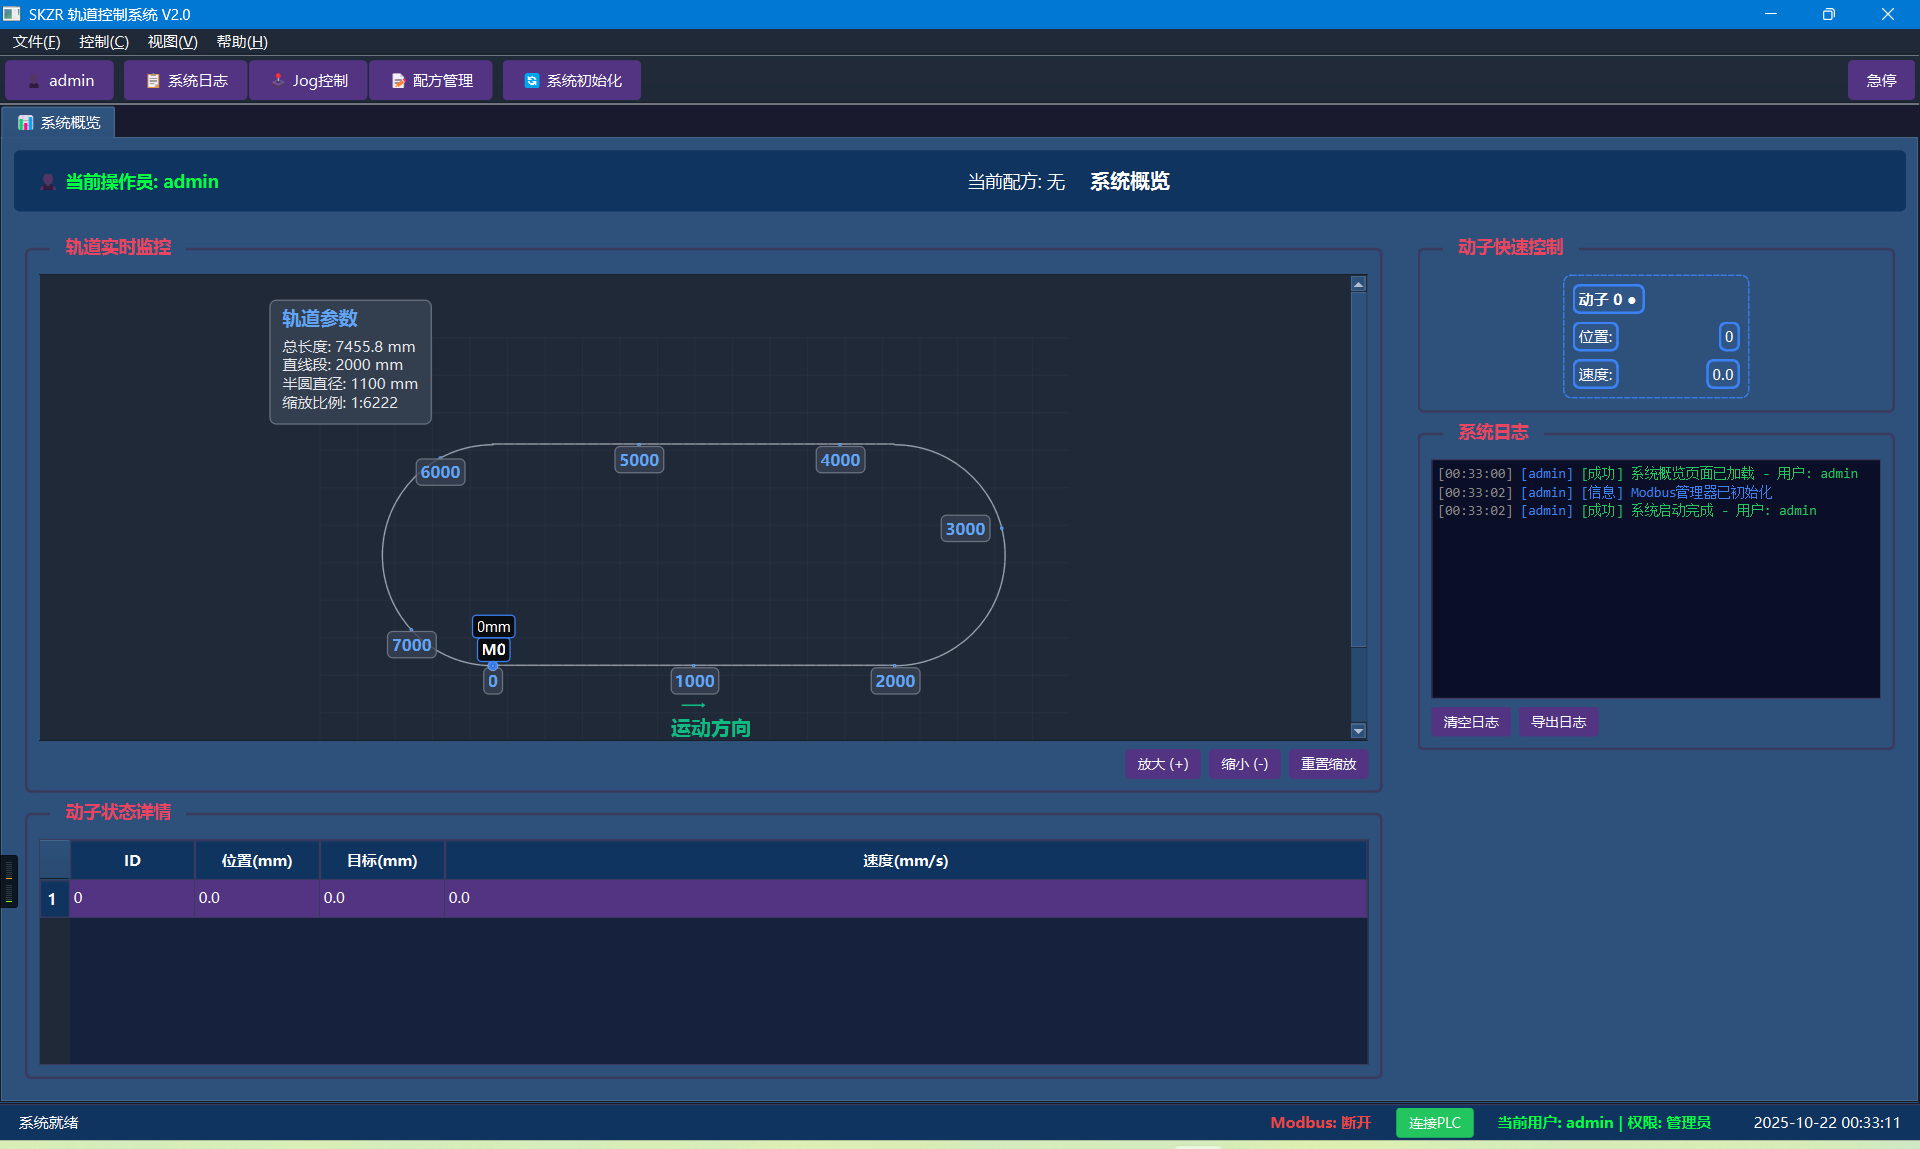 SKZR 轨道控制系统 V2.0
文件(F) 控制(C) 视图(V) 帮助(H)
admin 系统日志 Jog控制 配方管理 系统初始化 急停
系统概览
当前操作员: admin 当前配方: 无 系统概览
轨道实时监控
轨道参数
总长度: 7455.8 mm
直线段: 2000 mm
半圆直径: 1100 mm
缩放比例: 1:6222
6000 5000 4000
3000
7000
0mm
M0
0 1000 2000
运动方向
放大 (+) 缩小 (-) 重置缩放
动子快速控制
动子 0 ●
位置: 0
速度: 0.0
系统日志
[00:33:00] [admin] [成功] 系统概览页面已加载 - 用户: admin
[00:33:02] [admin] [信息] Modbus管理器已初始化
[00:33:02] [admin] [成功] 系统启动完成 - 用户: admin
清空日志 导出日志
动子状态详情
ID 位置(mm) 目标(mm) 速度(mm/s)
1 0 0.0 0.0 0.0
系统就绪 Modbus: 断开 连接PLC 当前用户: admin | 权限: 管理员 2025-10-22 00:33:11